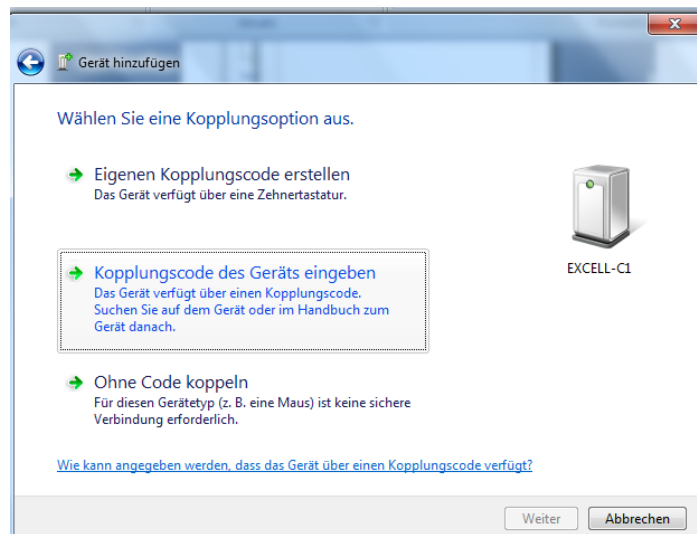 Gerät hinzufügen
Wählen Sie eine Kopplungsoption aus.
Eigenen Kopplungscode erstellen
Das Gerät verfügt über eine Zehnertastatur.
Kopplungscode des Geräts eingeben
Das Gerät verfügt über einen Kopplungscode.
Suchen Sie auf dem Gerät oder im Handbuch zum
Gerät danach.
EXCELL-C1
Ohne Code koppeln
Für diesen Gerätetyp (z. B. eine Maus) ist keine sichere
Verbindung erforderlich.
Wie kann angegeben werden, dass das Gerät über einen Kopplungscode verfügt?
Weiter
Abbrechen